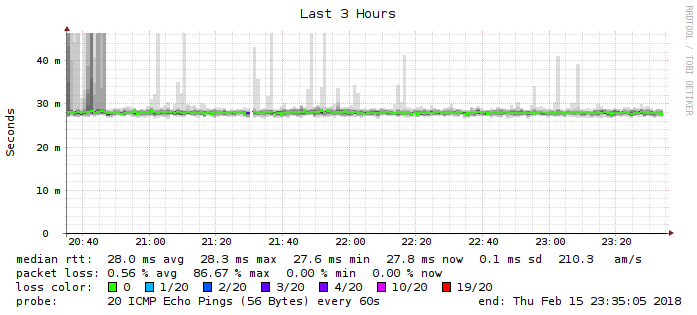 Last 3 Hours
RRDTOOL / TOBI OETIKER
Seconds
40 m
30 m
20 m
10 m
0
20:40 21:00 21:20 21:40 22:00 22:20 22:40 23:00 23:20
median rtt: 28.0 ms avg 28.3 ms max 27.6 ms min 27.8 ms now 0.1 ms sd 210.3 am/s
packet loss: 0.56 % avg 86.67 % max 0.00 % min 0.00 % now
loss color: 0 1/20 2/20 3/20 4/20 10/20 19/20
probe: 20 ICMP Echo Pings (56 Bytes) every 60s end: Thu Feb 15 23:35:05 2018